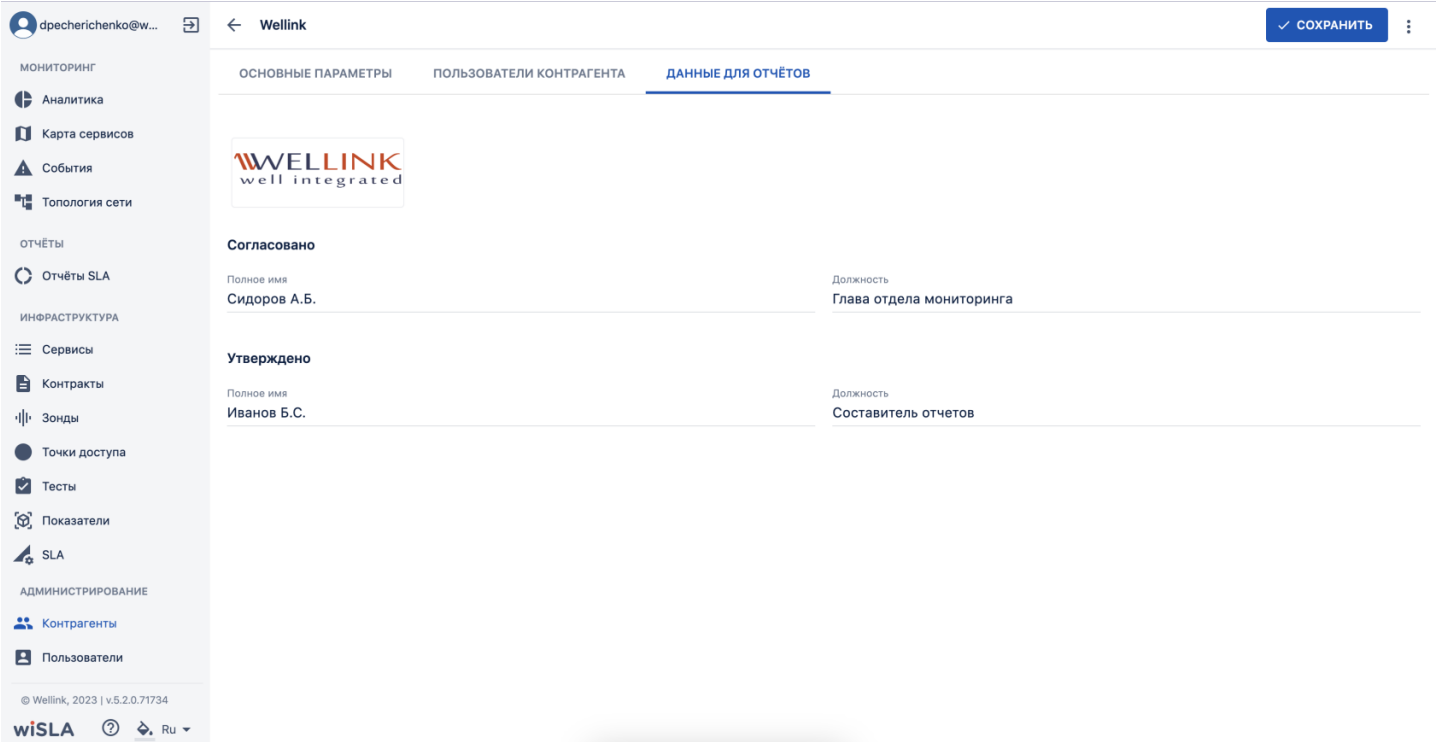 dpecherichenko@w...
МОНИТОРИНГ
Аналитика
Карта сервисов
События
Топология сети
ОТЧЁТЫ
Отчёты SLA
ИНФРАСТРУКТУРА
Сервисы
Контракты
Зонды
Точки доступа
Тесты
Показатели
SLA
АДМИНИСТРИРОВАНИЕ
Контрагенты
Пользователи
© Wellink, 2023 | v.5.2.0.71734
wiSLA
Ru
Wellink
СОХРАНИТЬ
ОСНОВНЫЕ ПАРАМЕТРЫ ПОЛЬЗОВАТЕЛИ КОНТРАГЕНТА ДАННЫЕ ДЛЯ ОТЧЁТОВ
WELLINK
well integrated
Согласовано
Полное имя Должность
Сидоров А.Б. Глава отдела мониторинга
Утверждено
Полное имя Должность
Иванов Б.С. Составитель отчетов